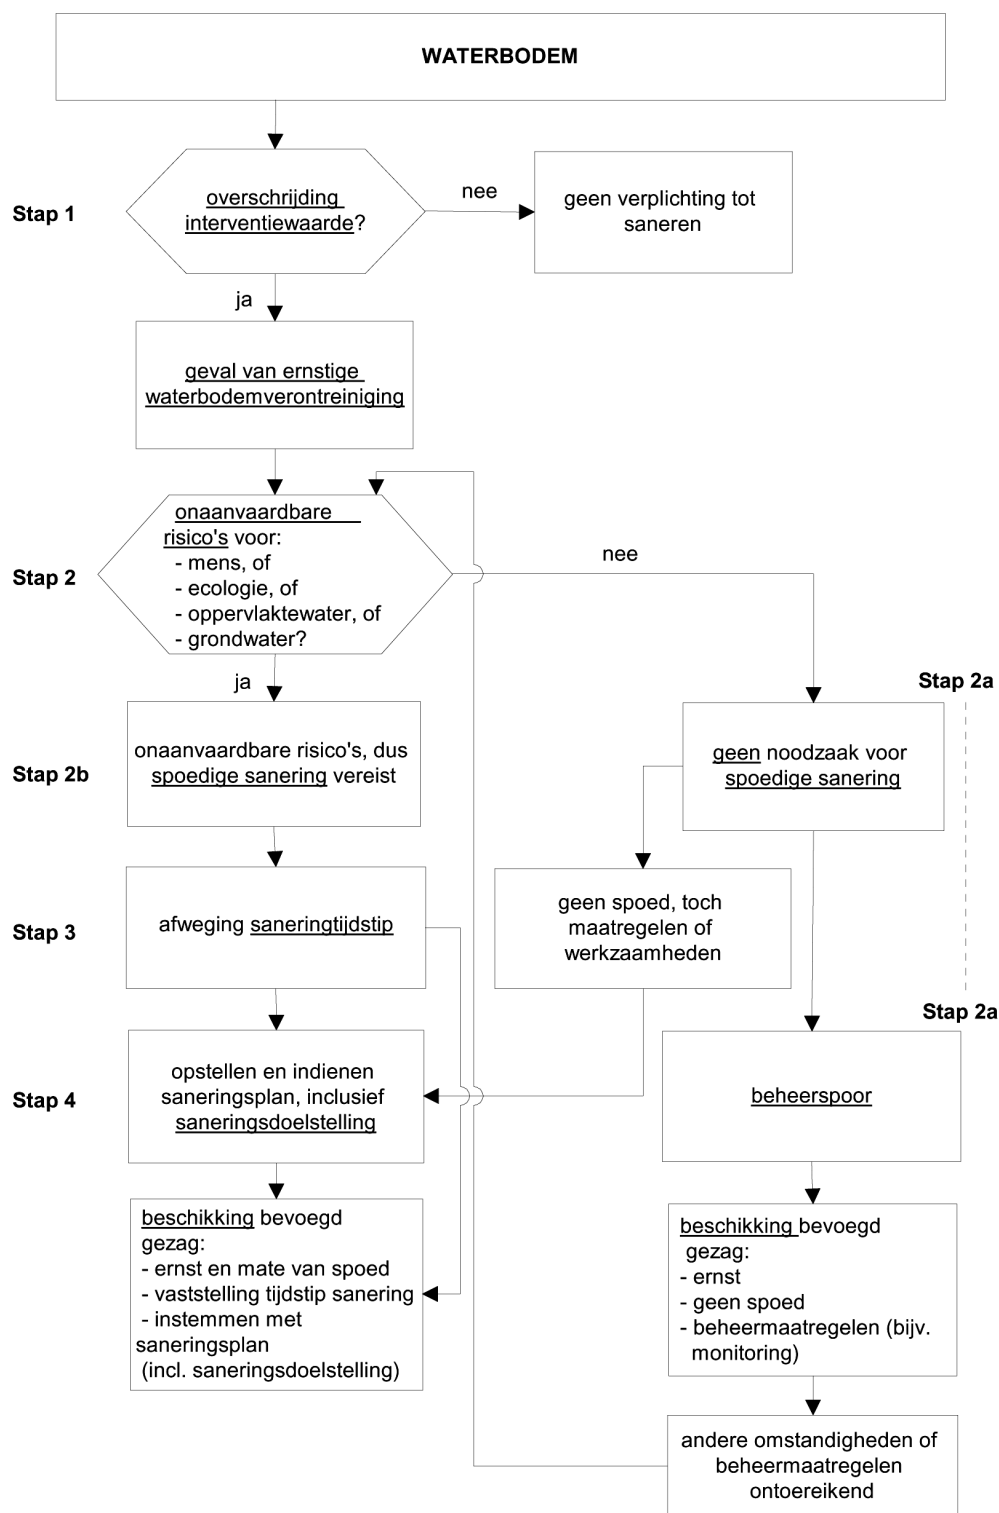 WATERBODEM
Stap 1
overschrijding
interventiewaarde?
nee
geen verplichting tot
saneren
ja
geval van ernstige
waterbodemverontreiniging
Stap 2
onaanvaardbare
risico's voor:
- mens, of
- ecologie, of
- oppervlaktewater, of
- grondwater?
nee
ja
Stap 2a
Stap 2b
onaanvaardbare risico's, dus
spoedige sanering vereist
geen noodzaak voor
spoedige sanering
Stap 3
afweging saneringtijdstip
geen spoed, toch
maatregelen of
werkzaamheden
Stap 2a
Stap 4
opstellen en indienen
saneringsplan, inclusief
saneringsdoelstelling
beheerspoor
beschikking bevoegd
gezag:
- ernst en mate van spoed
- vaststelling tijdstip sanering
- instemmen met
saneringsplan
(incl. saneringsdoelstelling)
beschikking bevoegd
gezag:
- ernst
- geen spoed
- beheermaatregelen (bijv.
monitoring)
andere omstandigheden of
beheermaatregelen
ontoereikend